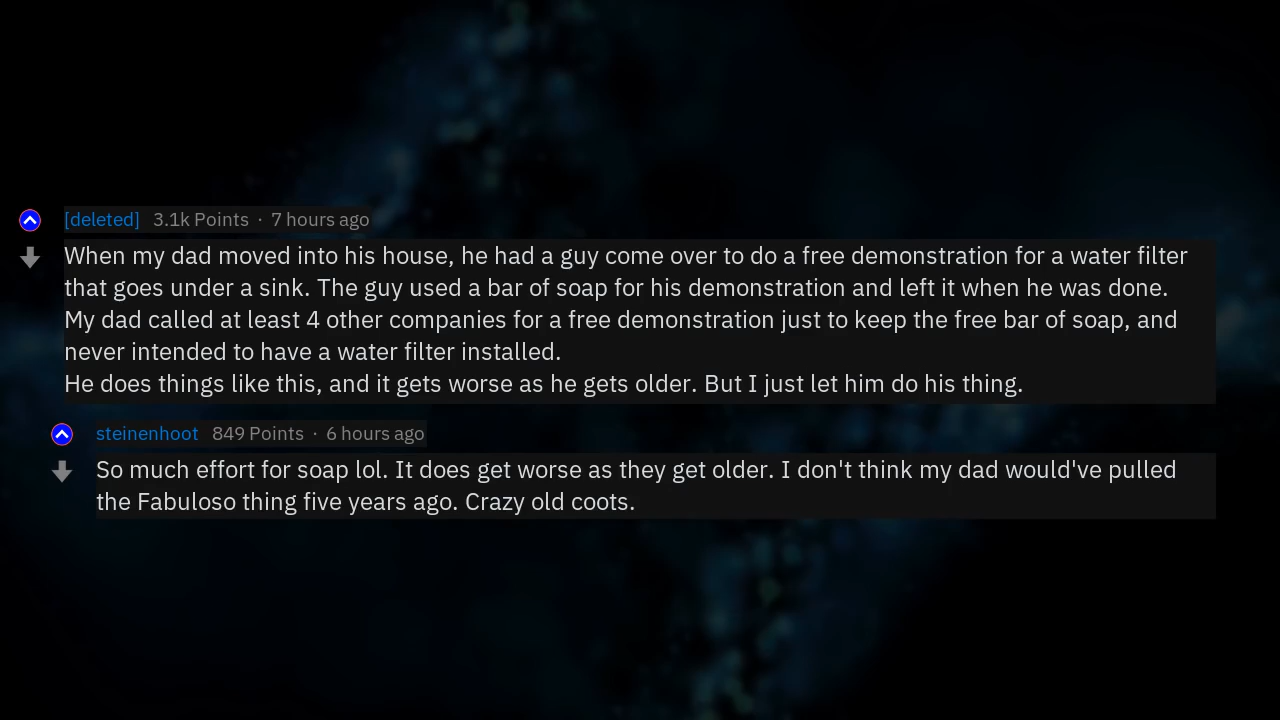 [deleted] 3.1k Points · 7 hours ago
When my dad moved into his house, he had a guy come over to do a free demonstration for a water filter
that goes under a sink. The guy used a bar of soap for his demonstration and left it when he was done.
My dad called at least 4 other companies for a free demonstration just to keep the free bar of soap, and
never intended to have a water filter installed.
He does things like this, and it gets worse as he gets older. But I just let him do his thing.
steinenhoot 849 Points · 6 hours ago
So much effort for soap lol. It does get worse as they get older. I don't think my dad would've pulled
the Fabuloso thing five years ago. Crazy old coots.